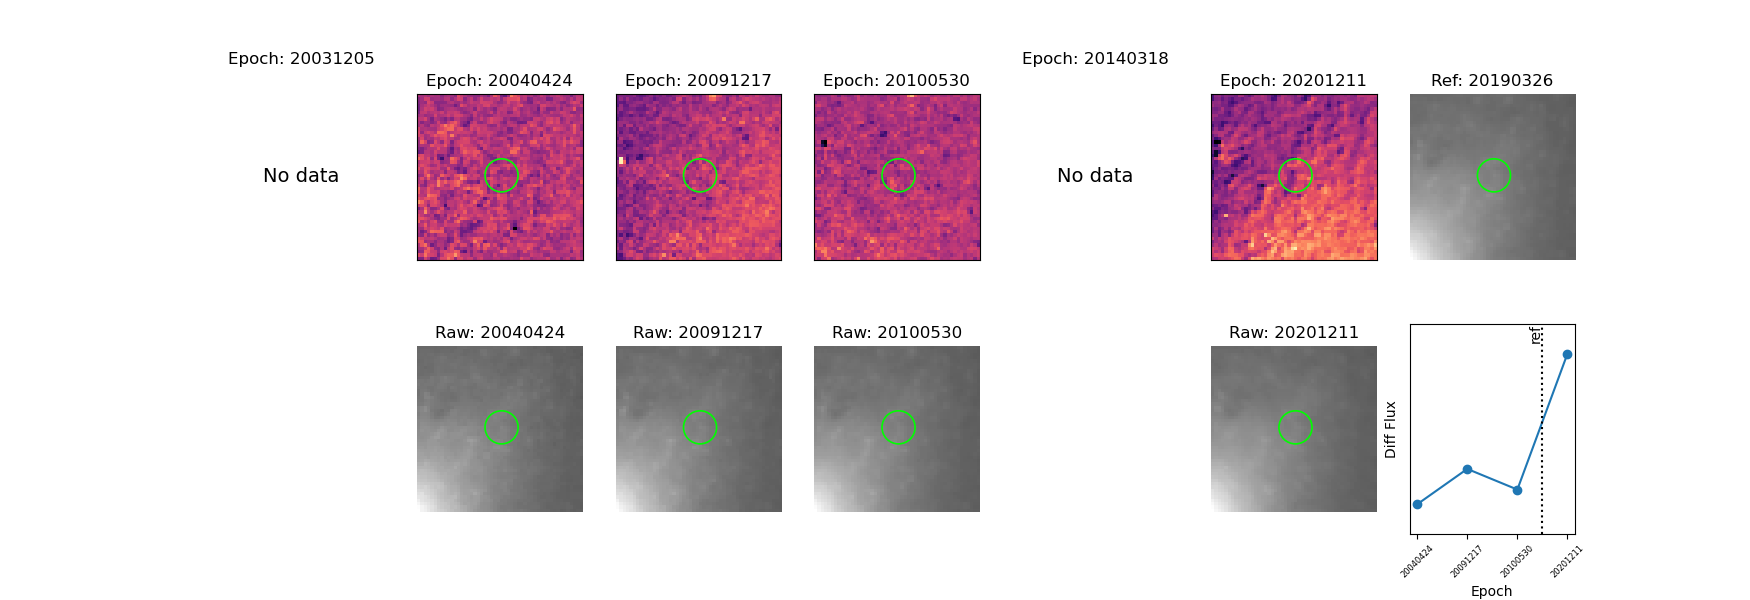 Epoch: 20031205
Epoch: 20040424
Epoch: 20091217
Epoch: 20100530
Epoch: 20140318
Epoch: 20201211
Ref: 20190326
No data
No data
Raw: 20040424
Raw: 20091217
Raw: 20100530
Raw: 20201211
ref
Diff Flux
20040424
20091217
20100530
20201211
Epoch